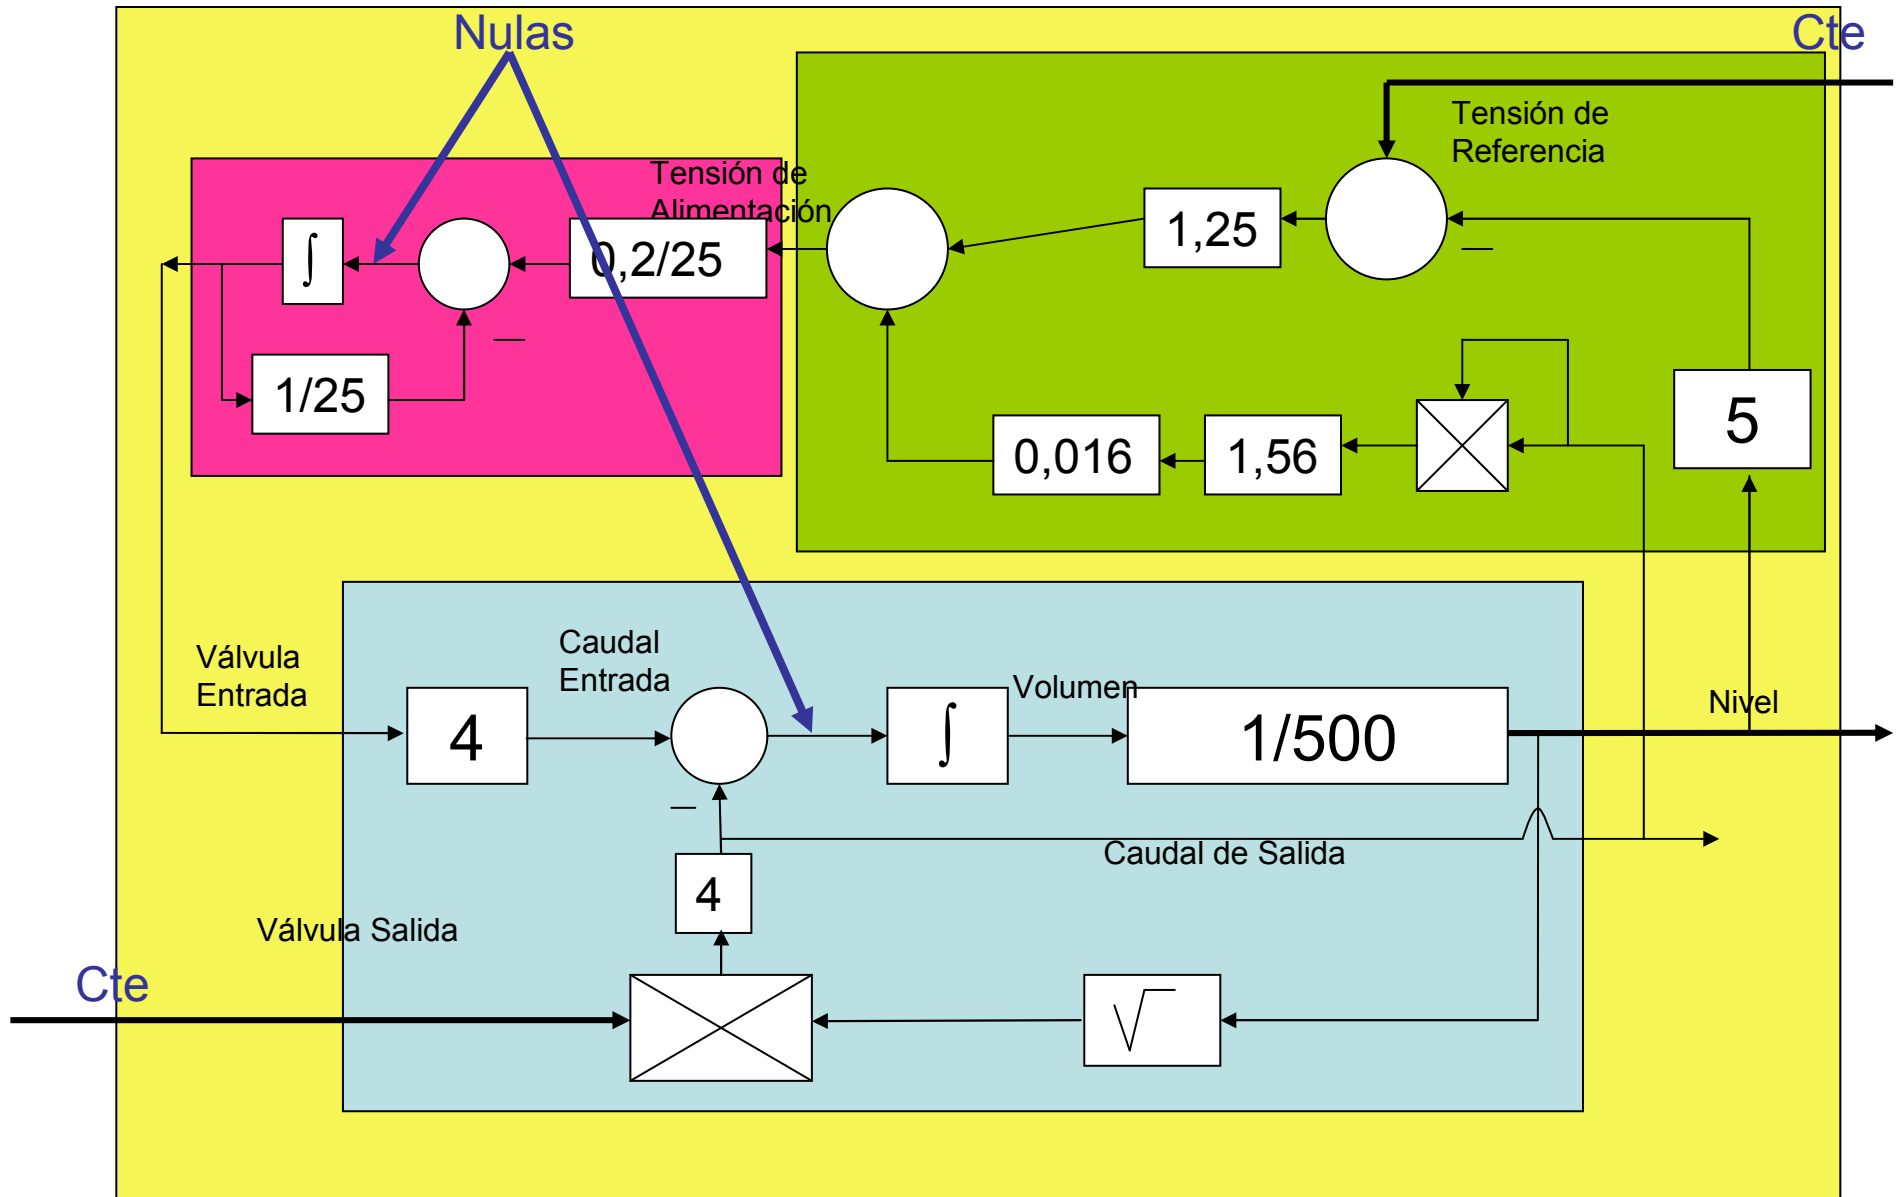 Nulas
Cte
Tensión de
Referencia
Tensión de
Alimentación
1,25
∫
0,2/25
1/25
0,016
1,56
5
Válvula
Entrada
Caudal
Entrada
4
∫
Volumen
1/500
Nivel
Caudal de Salida
4
Válvula Salida
Cte
√